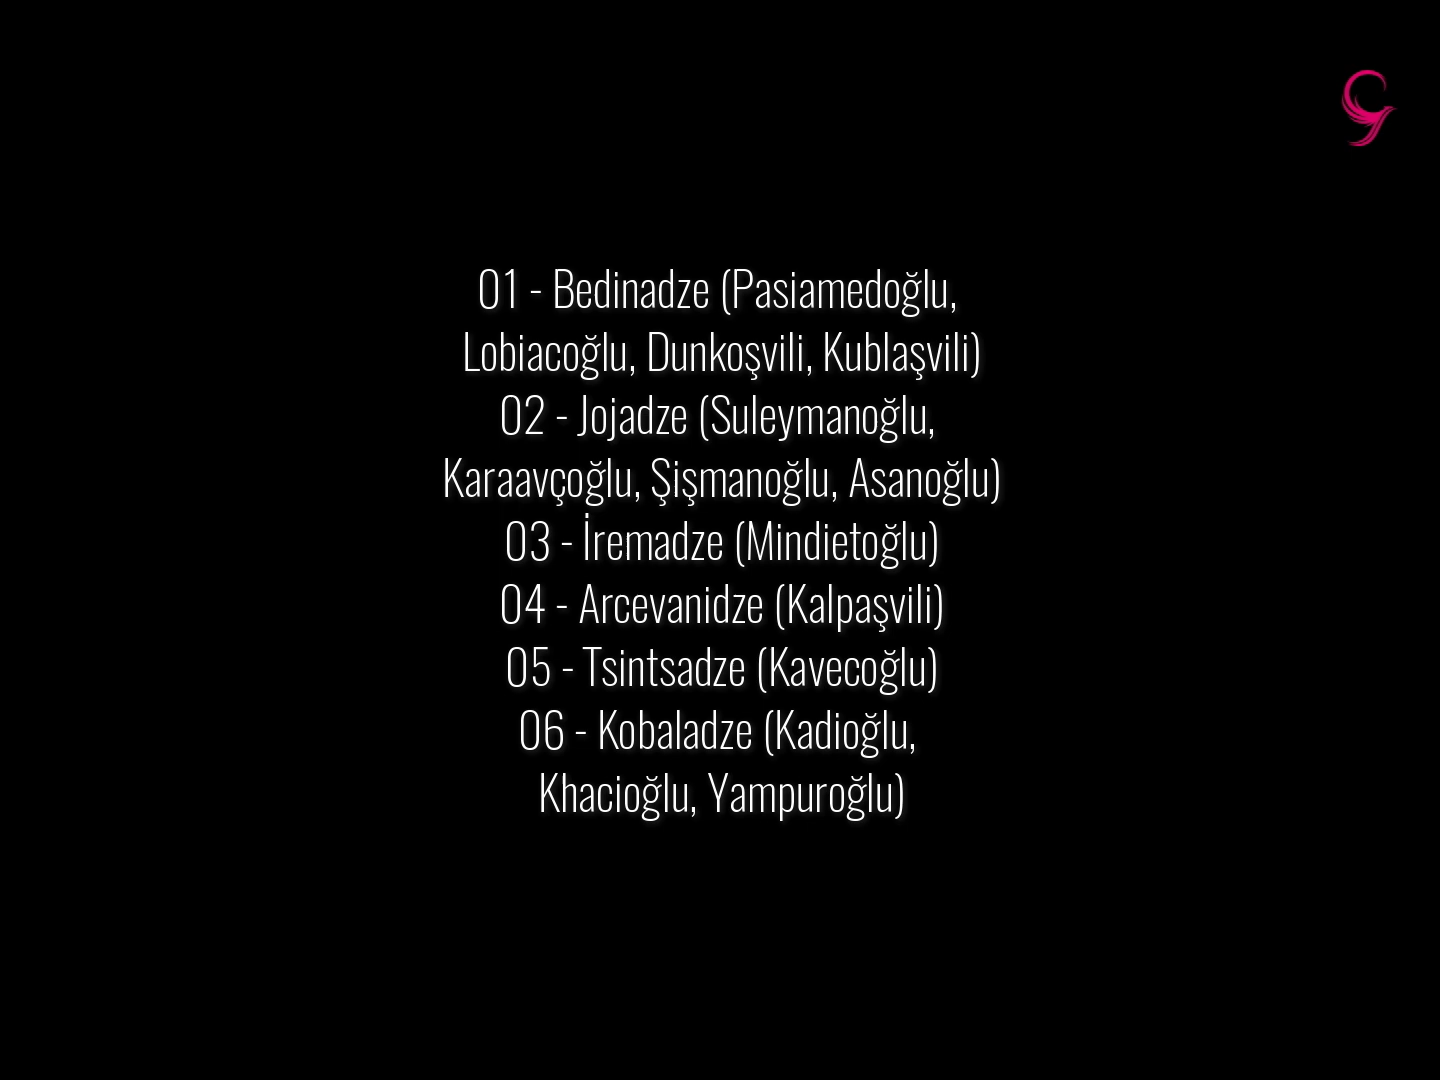 01 - Bedinadze (Pasiamedoğlu,
Lobiacoğlu, Dunkoşvili, Kublaşvili)
02 - Jojadze (Suleymanoğlu,
Karaavçoğlu, Şişmanoğlu, Asanoğlu)
03 - İremadze (Mindietoğlu)
04 - Arcevanidze (Kalpaşvili)
05 - Tsintsadze (Kavecoğlu)
06 - Kobaladze (Kadioğlu,
Khacioğlu, Yampuroğlu)